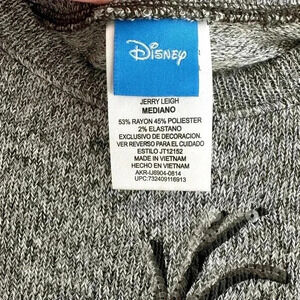 Disney
JERRY LEIGH
MEDIANO
53% RAYON 45% POLIESTER
2% ELASTANO
EXCLUSIVO DE DECORACION.
VER REVERSO PARA EL CUIDADO
ESTILO JT12152
MADE IN VIETNAM
HECHO EN VIETNAM
AKR-IJ6904-0814
UPC:732409116913